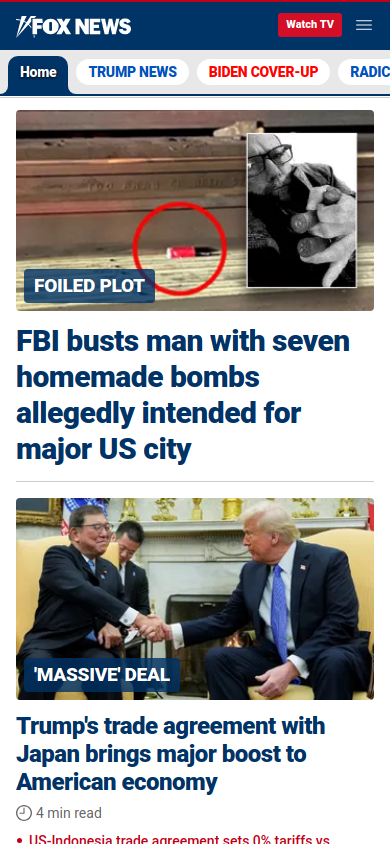 FOX NEWS
Watch TV
Home
TRUMP NEWS
BIDEN COVER-UP
RADIC
FOILED PLOT
FBI busts man with seven
homemade bombs
allegedly intended for
major US city
'MASSIVE' DEAL
Trump's trade agreement with
Japan brings major boost to
American economy
4 min read
• US-Indonesia trade agreement sets 0% tariffs vs